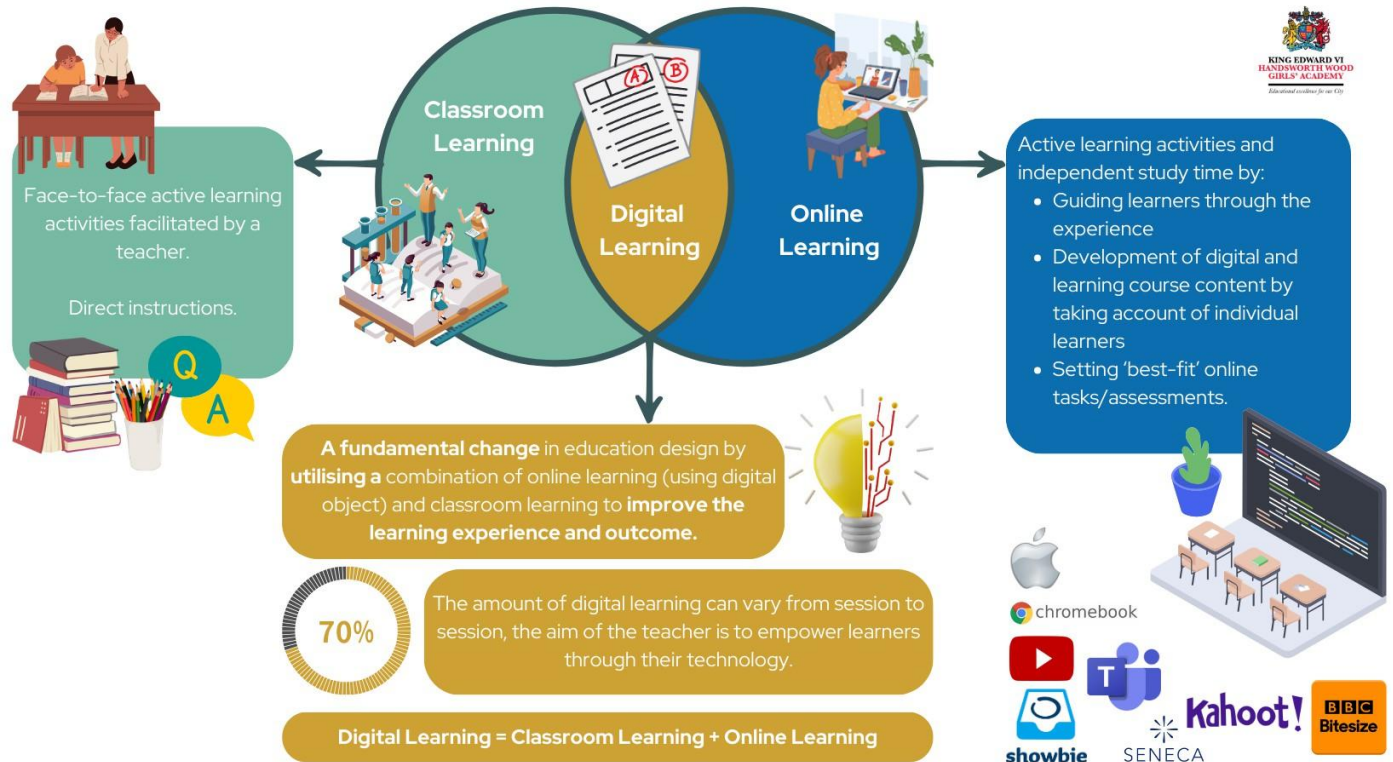 KING EDWARD VI
HANDSWORTH WOOD
GIRLS' ACADEMY
Educational excellence for our City
A
B
Classroom
Learning
Digital
Learning
Online
Learning
Face-to-face active learning
activities facilitated by a
teacher.
Direct instructions.
Q
A
Active learning activities and
independent study time by:
• Guiding learners through the
experience
• Development of digital and
learning course content by
taking account of individual
learners
• Setting ‘best-fit’ online
tasks/assessments.
A fundamental change in education design by
utilising a combination of online learning (using digital
object) and classroom learning to improve the
learning experience and outcome.
70%
The amount of digital learning can vary from session to
session, the aim of the teacher is to empower learners
through their technology.
Digital Learning = Classroom Learning + Online Learning
chromebook
T
showbie
SENECA
Kahoot!
BBC
Bitesize